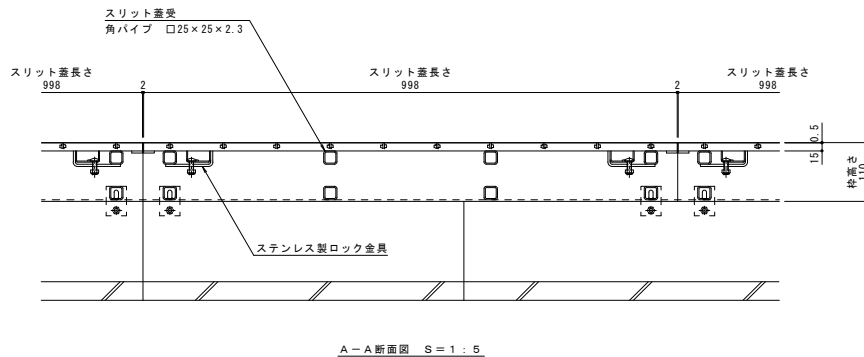 スリット蓋受
角パイプ □25×25×2.3
スリット蓋長さ
998
2
スリット蓋長さ
998
2
スリット蓋長さ
998
0.5
15
枠高さ
110
ステンレス製ロック金具
A－A断面図 S＝1：5